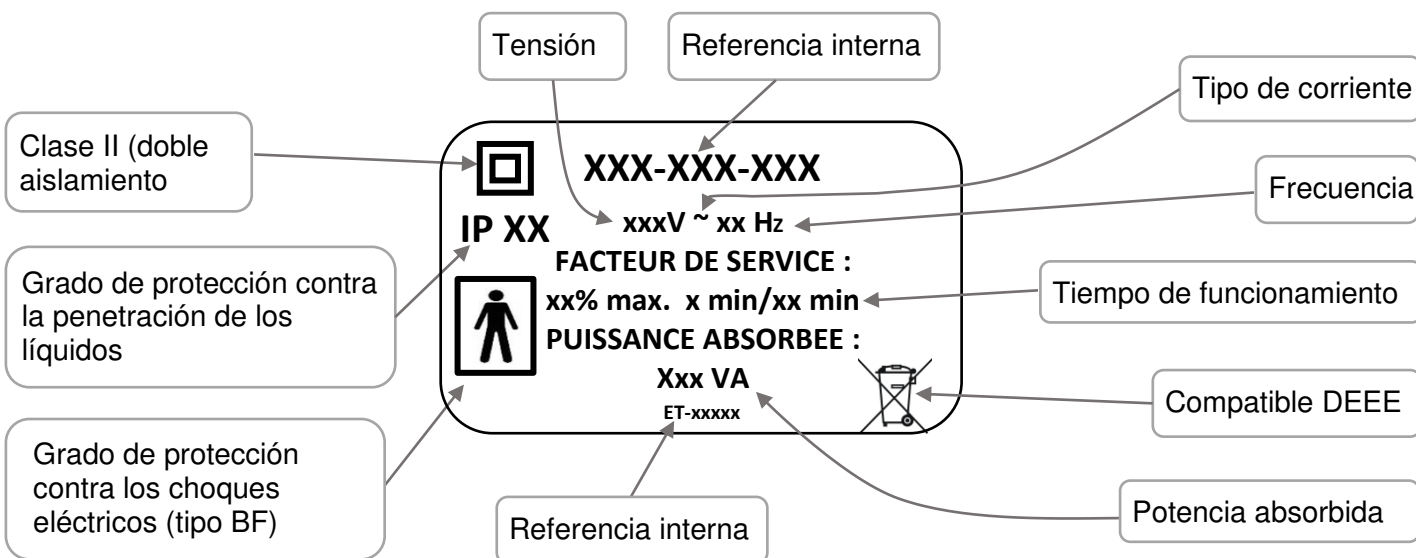 Tensión
Referencia interna
Tipo de corriente
Clase II (doble
aislamiento
XXX-XXX-XXX
Frecuencia
IP XX
xxxV ~ xx Hz
FACTEUR DE SERVICE :
Grado de protección contra
la penetración de los
líquidos
xx% max. x min/xx min
Tiempo de funcionamiento
PUISSANCE ABSORBEE :
Xxx VA
Compatible DEEE
ET-xxxxx
Grado de protección
contra los choques
eléctricos (tipo BF)
Referencia interna
Potencia absorbida